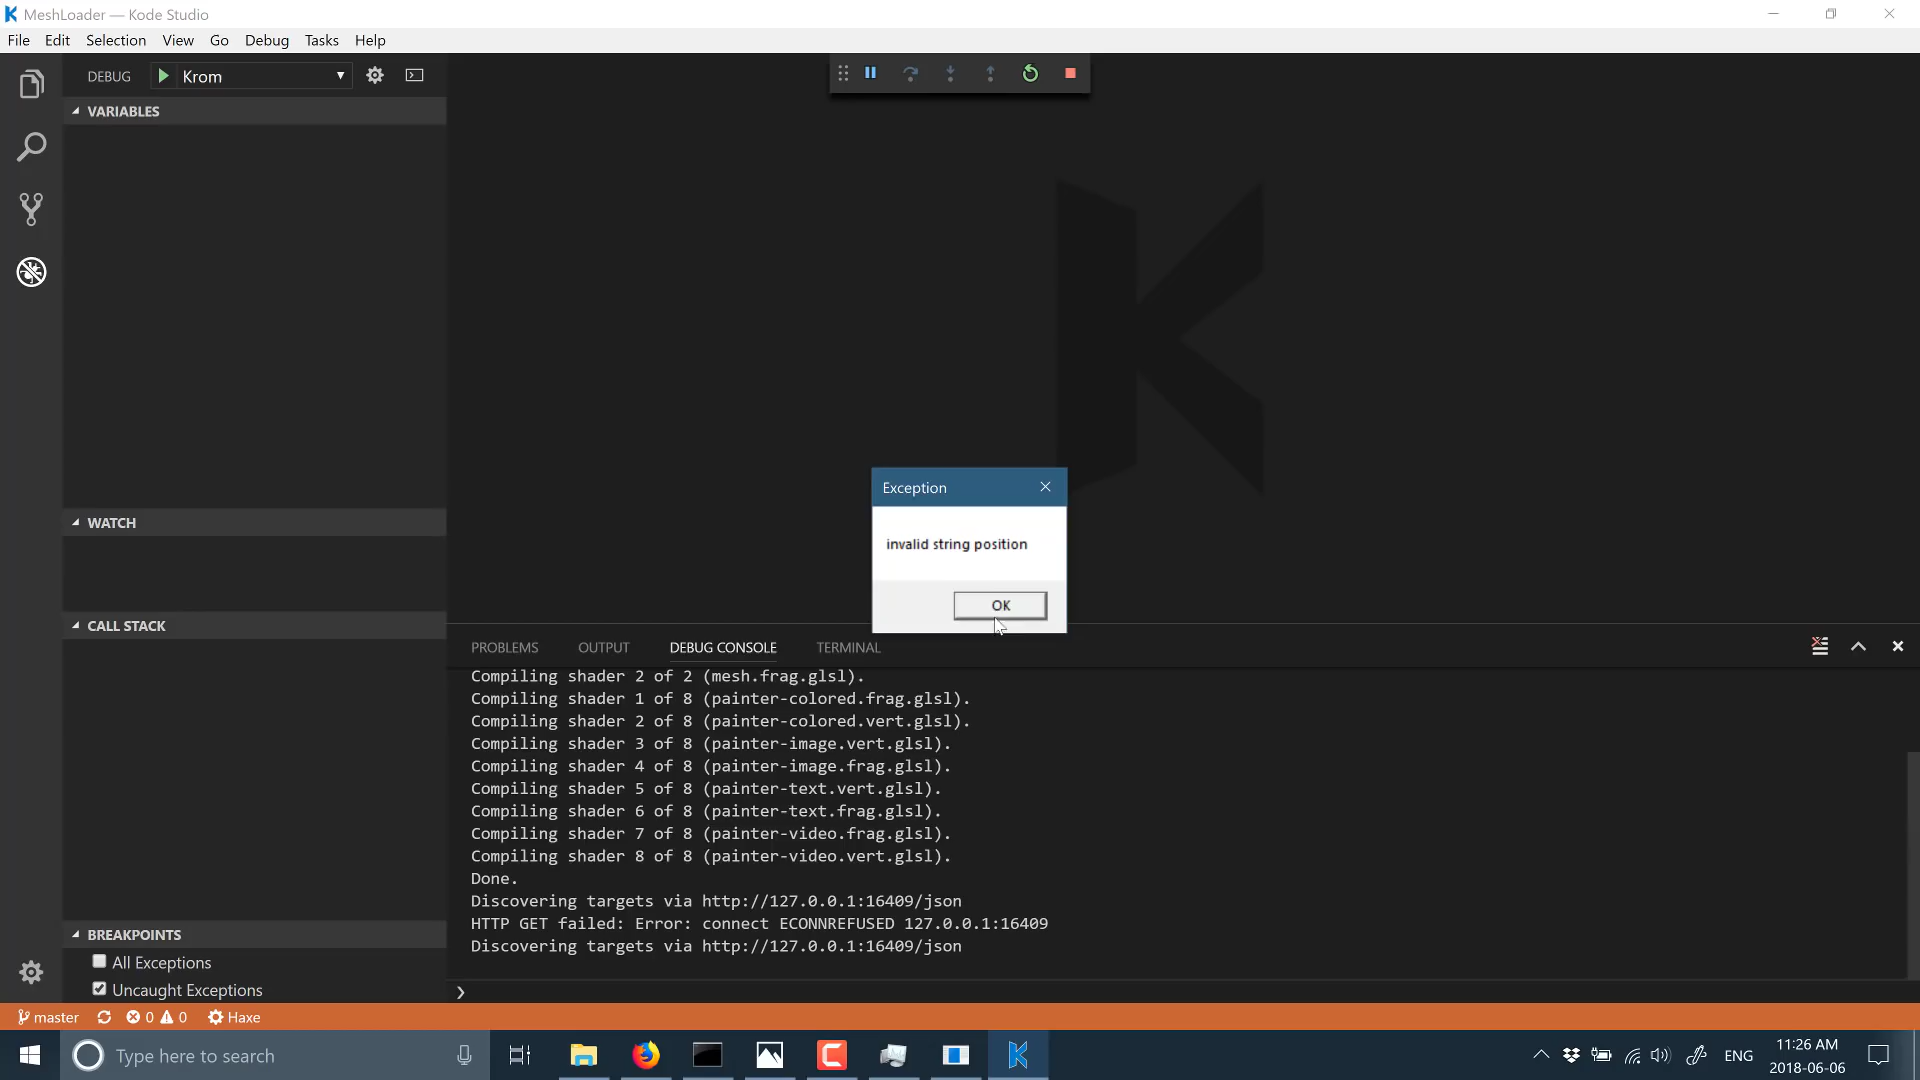 MeshLoader — Kode Studio
File Edit Selection View Go Debug Tasks Help
DEBUG Krom
VARIABLES
WATCH
CALL STACK
BREAKPOINTS
All Exceptions
Uncaught Exceptions
Exception
invalid string position
OK
PROBLEMS OUTPUT DEBUG CONSOLE TERMINAL
Compiling shader 2 of 2 (mesh.frag.glsl).
Compiling shader 1 of 8 (painter-colored.frag.glsl).
Compiling shader 2 of 8 (painter-colored.vert.glsl).
Compiling shader 3 of 8 (painter-image.vert.glsl).
Compiling shader 4 of 8 (painter-image.frag.glsl).
Compiling shader 5 of 8 (painter-text.vert.glsl).
Compiling shader 6 of 8 (painter-text.frag.glsl).
Compiling shader 7 of 8 (painter-video.frag.glsl).
Compiling shader 8 of 8 (painter-video.vert.glsl).
Done.
Discovering targets via http://127.0.0.1:16409/json
HTTP GET failed: Error: connect ECONNREFUSED 127.0.0.1:16409
Discovering targets via http://127.0.0.1:16409/json
master 0 0 Haxe
Type here to search
ENG
11:26 AM
2018-06-06